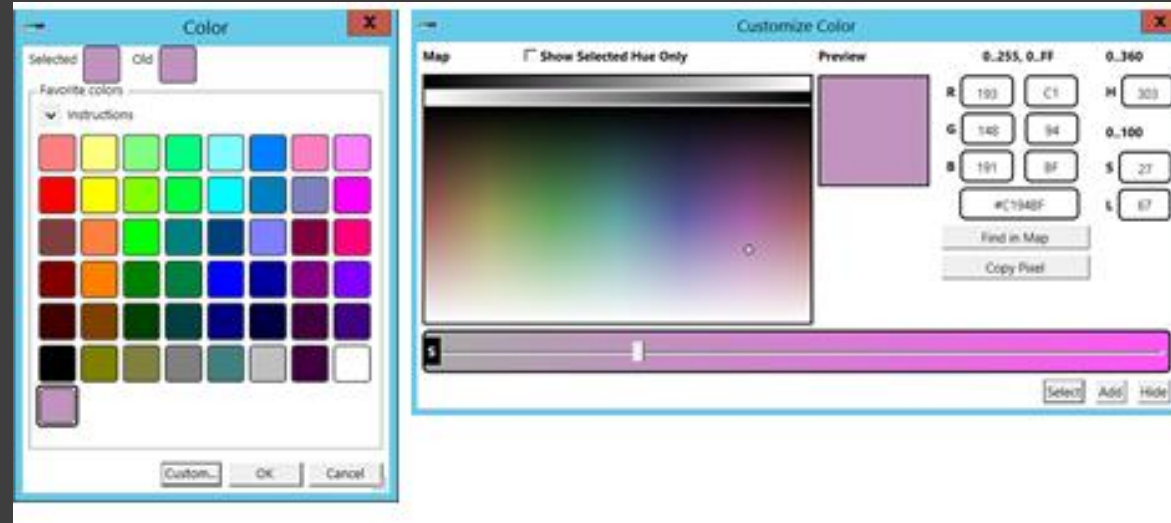 Color
X
Selected
Old
Favorite colors
Instructions
Custom...
OK
Cancel
Customize Color
X
Map
Show Selected Hue Only
Preview
0..255, 0..FF
0..360
R 193 C1 H 303
G 148 94 0..100
B 191 BF S 27
#C194BF L 67
Find in Map
Copy Pixel
S
Select Add Hide